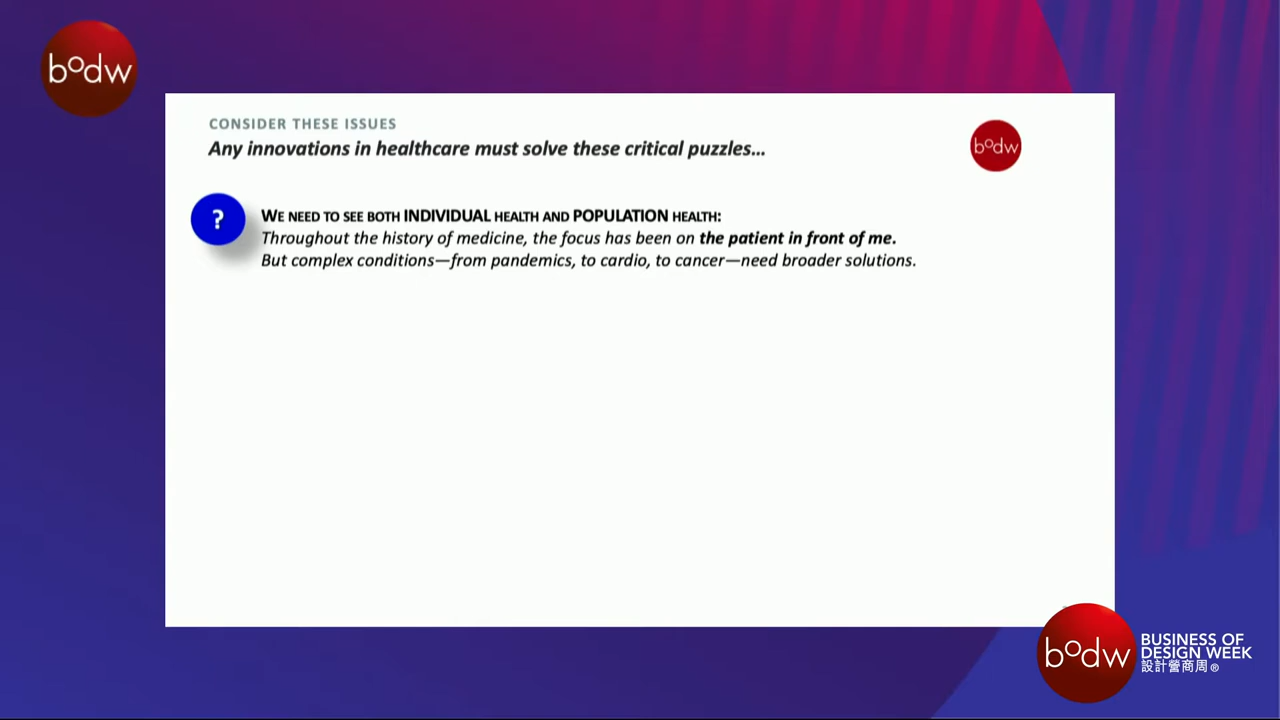 bodw
CONSIDER THESE ISSUES
Any innovations in healthcare must solve these critical puzzles...
bodw
?
WE NEED TO SEE BOTH INDIVIDUAL HEALTH AND POPULATION HEALTH:
Throughout the history of medicine, the focus has been on the patient in front of me.
But complex conditions—from pandemics, to cardio, to cancer—need broader solutions.
bodw
BUSINESS OF
DESIGN WEEK
設計營商周®